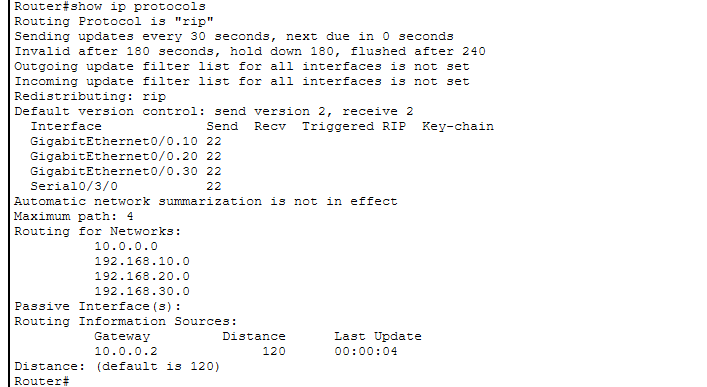 Router#show ip protocols
Routing Protocol is "rip"
Sending updates every 30 seconds, next due in 0 seconds
Invalid after 180 seconds, hold down 180, flushed after 240
Outgoing update filter list for all interfaces is not set
Incoming update filter list for all interfaces is not set
Redistributing: rip
Default version control: send version 2, receive 2
  Interface             Send  Recv  Triggered RIP  Key-chain
  GigabitEthernet0/0.10 22
  GigabitEthernet0/0.20 22
  GigabitEthernet0/0.30 22
  Serial0/3/0           22
Automatic network summarization is not in effect
Maximum path: 4
Routing for Networks:
          10.0.0.0
          192.168.10.0
          192.168.20.0
          192.168.30.0
Passive Interface(s):
Routing Information Sources:
          Gateway         Distance      Last Update
          10.0.0.2             120      00:00:04
Distance: (default is 120)
Router#